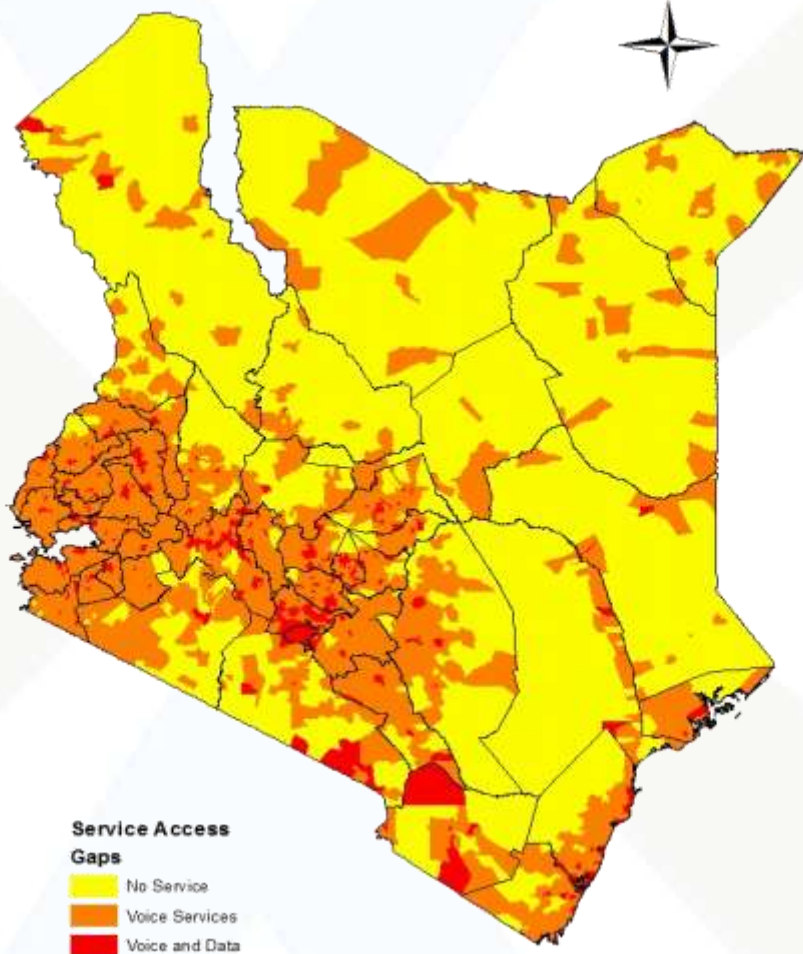 Service Access
Gaps
No Service
Voice Services
Voice and Data